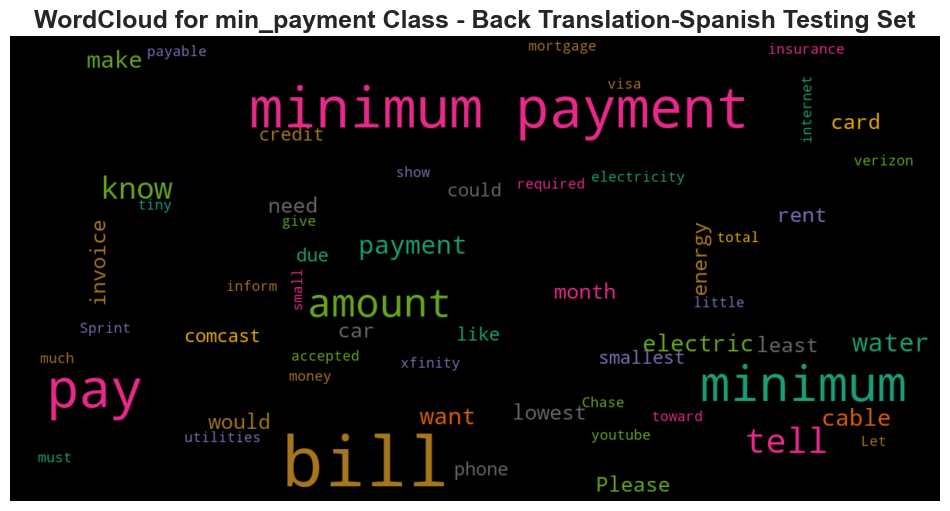 WordCloud for min_payment Class - Back Translation-Spanish Testing Set
mortgage
insurance
payable
make
visa
internet
minimum payment
card
credit
verizon
show
electricity
required
know
could
tiny
need
rent
give
invoice
total
payment
due
energy
inform
small
month
little
amount
Sprint
car
like
comcast
electric
least
water
accepted
smallest
much
xfinity
money
pay
minimum
Chase
lowest
want
toward
cable
would
youtube
utilities
tell
Let
bill
must
phone
Please